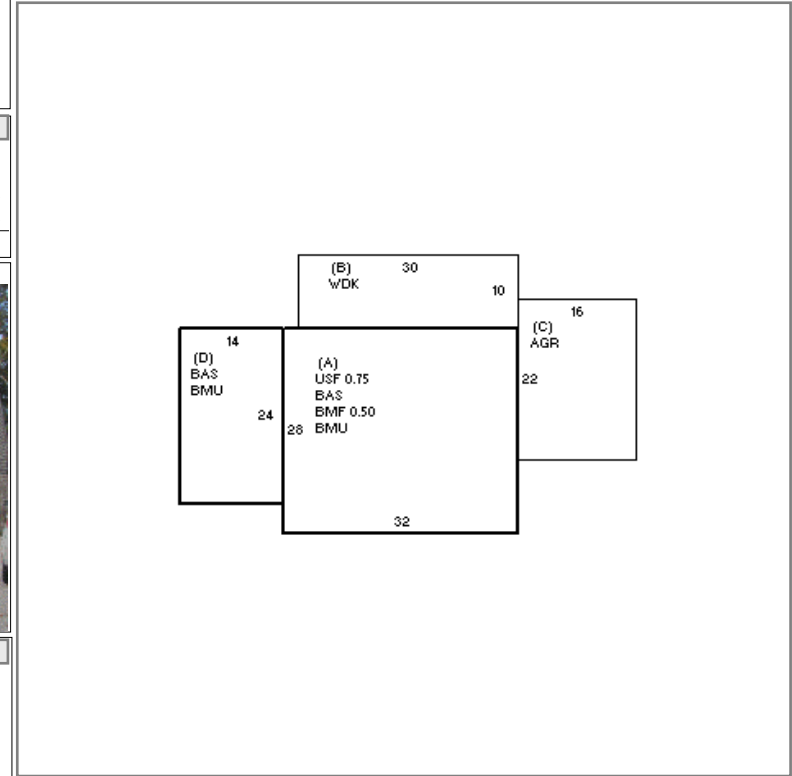 (B)
WDK
30
10
16
(C)
AGR
22
14
(D)
BAS
BMU
24
(A)
USF 0.75
BAS
BMF 0.50
BMU
28
32